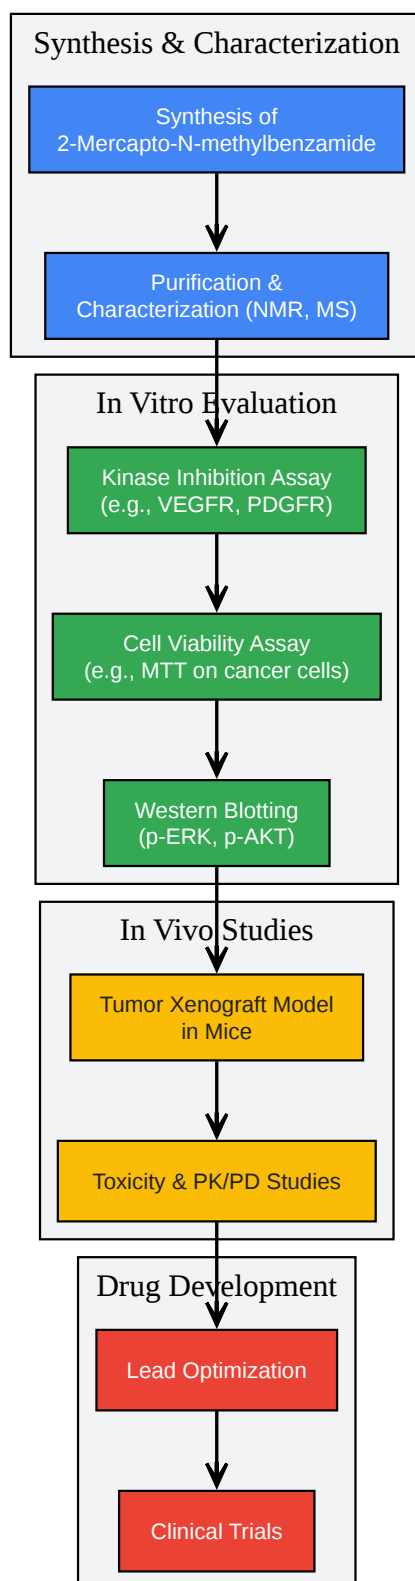 Synthesis & Characterization
Synthesis of
2-Mercapto-N-methylbenzamide
Purification &
Characterization (NMR, MS)
In Vitro Evaluation
Kinase Inhibition Assay
(e.g., VEGFR, PDGFR)
Cell Viability Assay
(e.g., MTT on cancer cells)
Western Blotting
(p-ERK, p-AKT)
In Vivo Studies
Tumor Xenograft Model
in Mice
Toxicity & PK/PD Studies
Drug Development
Lead Optimization
Clinical Trials